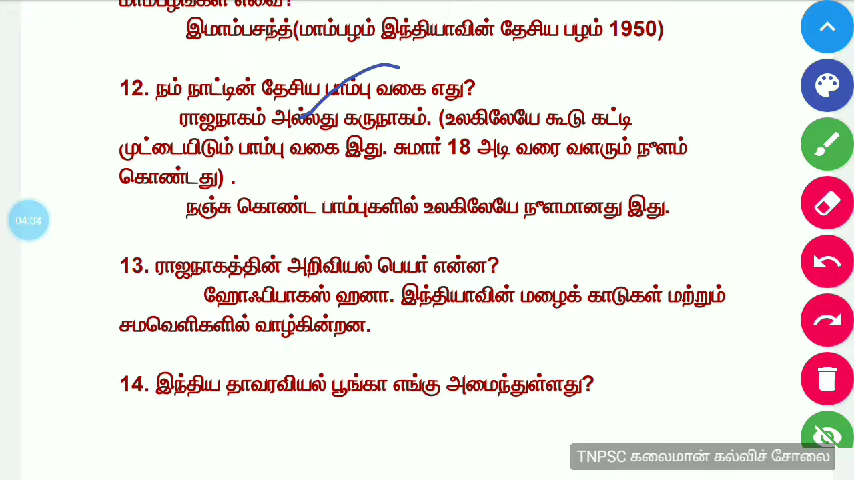 மாம்பழங்கள் எவை?
இமாம்பசந்த்(மாம்பழம் இந்தியாவின் தேசிய பழம் 1950)
12. நம் நாட்டின் தேசிய பாம்பு வகை எது?
ராஜநாகம் அல்லது கருநாகம். (உலகிலேயே கூடு கட்டி
முட்டையிடும் பாம்பு வகை இது. சுமார் 18 அடி வரை வளரும் நீளம்
கொண்டது) .
நஞ்சு கொண்ட பாம்புகளில் உலகிலேயே நீளமானது இது.
04:04
13. ராஜநாகத்தின் அறிவியல் பெயர் என்ன?
ஹோஃபியாகஸ் ஹனா. இந்தியாவின் மழைக் காடுகள் மற்றும்
சமவெளிகளில் வாழ்கின்றன.
14. இந்திய தாவரவியல் பூங்கா எங்கு அமைந்துள்ளது?
TNPSC கலைமான் கல்விச் சோலை